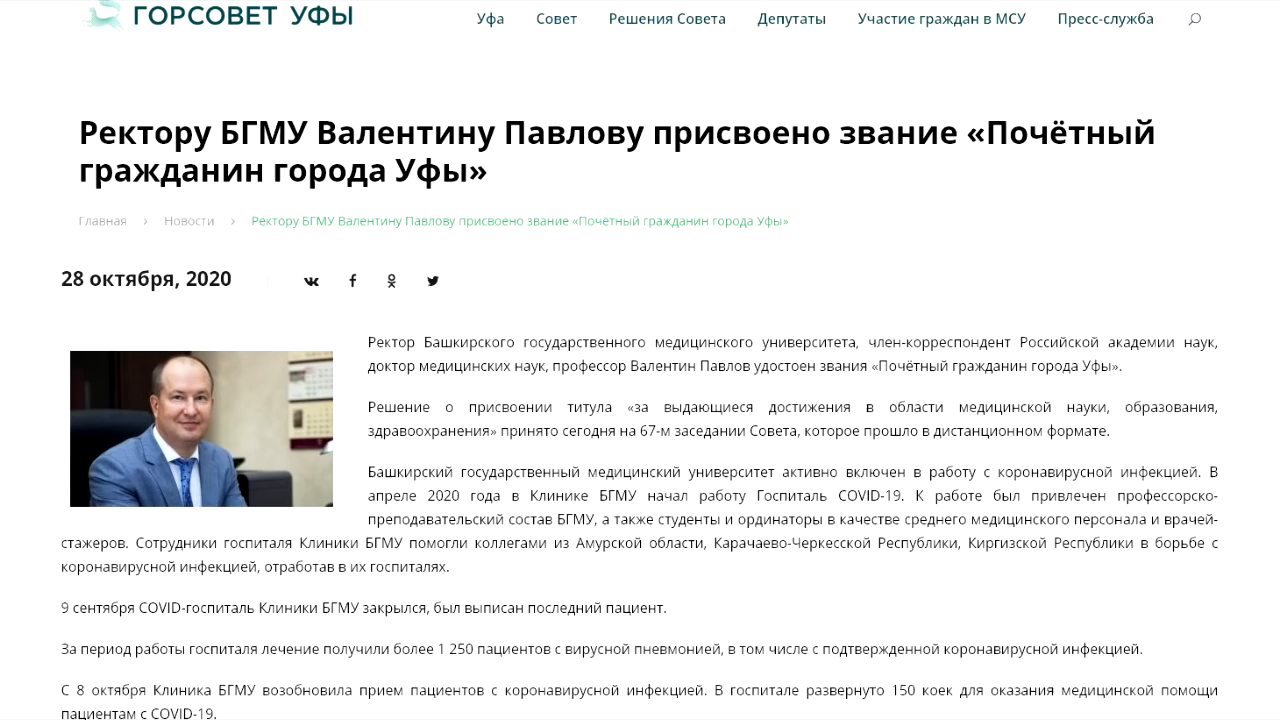 ГОРСОВЕТ УФЫ
Уфа Совет Решения Совета Депутаты Участие граждан в МСУ Пресс-служба
Ректору БГМУ Валентину Павлову присвоено звание «Почётный
гражданин города Уфы»
Главная › Новости › Ректору БГМУ Валентину Павлову присвоено звание «Почётный гражданин города Уфы»
28 октября, 2020
Ректор Башкирского государственного медицинского университета, член-корреспондент Российской академии наук,
доктор медицинских наук, профессор Валентин Павлов удостоен звания «Почётный гражданин города Уфы».
Решение о присвоении титула «за выдающиеся достижения в области медицинской науки, образования,
здравоохранения» принято сегодня на 67-м заседании Совета, которое прошло в дистанционном формате.
Башкирский государственный медицинский университет активно включен в работу с коронавирусной инфекцией. В
апреле 2020 года в Клинике БГМУ начал работу Госпиталь COVID-19. К работе был привлечен профессорско-
преподавательский состав БГМУ, а также студенты и ординаторы в качестве среднего медицинского персонала и врачей-
стажеров. Сотрудники госпиталя Клиники БГМУ помогли коллегами из Амурской области, Карачаево-Черкесской Республики, Киргизской Республики в борьбе с
коронавирусной инфекцией, отработав в их госпиталях.
9 сентября COVID-госпиталь Клиники БГМУ закрылся, был выписан последний пациент.
За период работы госпиталя лечение получили более 1 250 пациентов с вирусной пневмонией, в том числе с подтвержденной коронавирусной инфекцией.
С 8 октября Клиника БГМУ возобновила прием пациентов с коронавирусной инфекцией. В госпитале развернуто 150 коек для оказания медицинской помощи
пациентам с COVID-19.